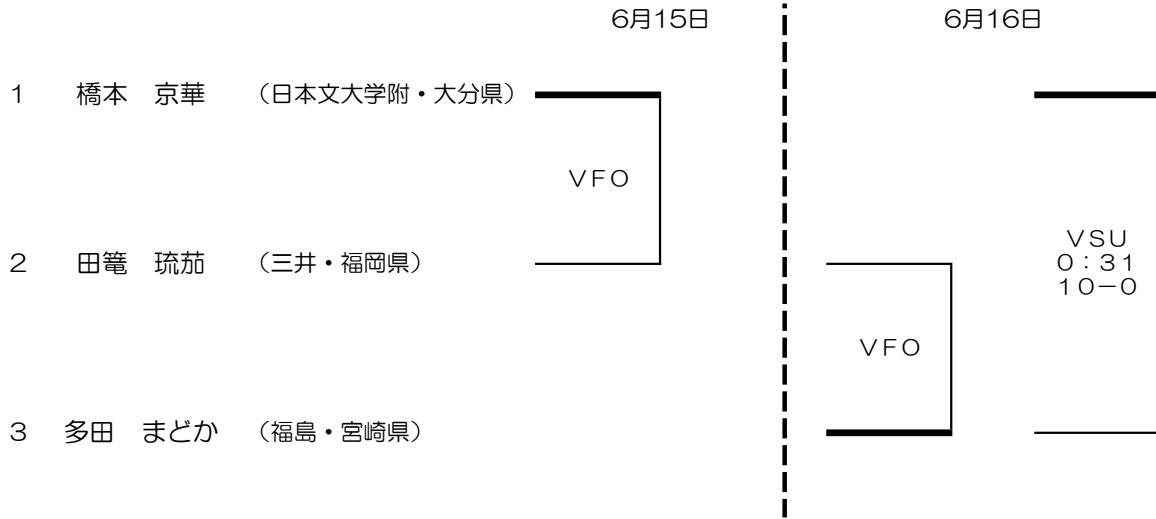 6月15日
6月16日
1 橋本 京華 (日本文大学附・大分県)
VFO
2 田篭 琉茄 (三井・福岡県)
VSU
0:31
10-0
VFO
3 多田 まどか (福島・宮崎県)